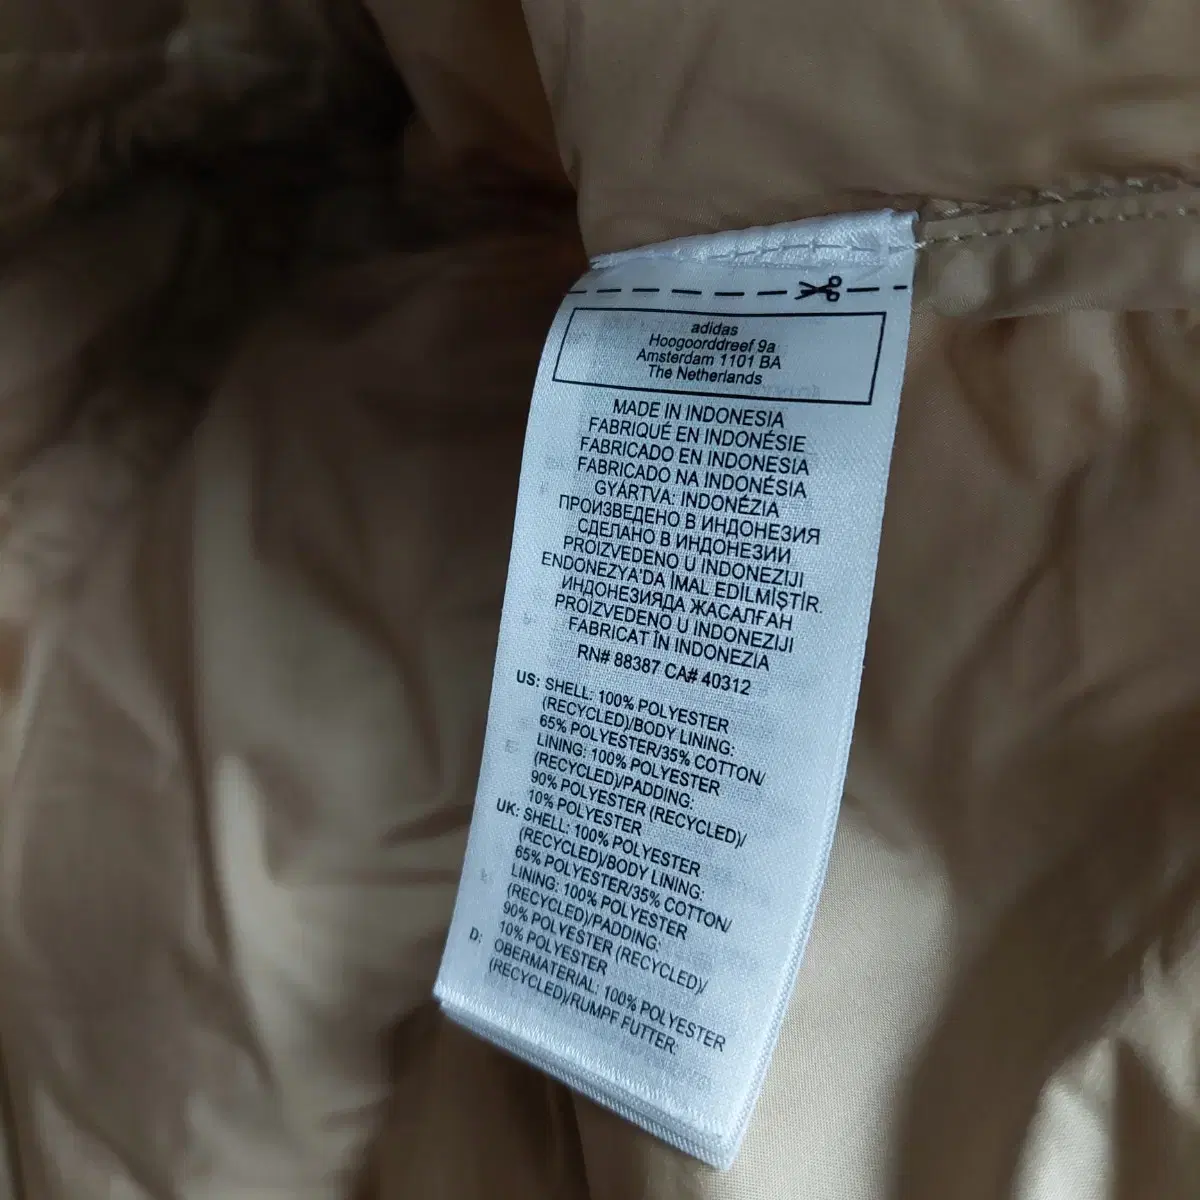 adidas
Hoogoorddreef 9a
Amsterdam 1101 BA
The Netherlands
MADE IN INDONESIA
FABRIQUÉ EN INDONÉSIE
FABRICADO EN INDONESIA
FABRICADO NA INDONÉSIA
GYÁRTVA: INDONÉZIA
ПРОИЗВЕДЕНО В ИНДОНЕЗИЯ
СДЕЛАНО В ИНДОНЕЗИИ
PROIZVEDENO U INDONEZIJI
ENDONEZYA'DA İMAL EDİLMİŞTİR.
ИНДОНЕЗИЯДА ЖАСАЛҒАН
PROIZVEDENO U INDONEZIJI
FABRICAT ÎN INDONEZIA
RN# 88387 CA# 40312
US: SHELL: 100% POLYESTER
(RECYCLED)/BODY LINING:
65% POLYESTER/35% COTTON/
LINING: 100% POLYESTER
(RECYCLED)/PADDING:
90% POLYESTER (RECYCLED)/
10% POLYESTER
UK: SHELL: 100% POLYESTER
(RECYCLED)/BODY LINING:
65% POLYESTER/35% COTTON/
LINING: 100% POLYESTER
(RECYCLED)/PADDING:
90% POLYESTER (RECYCLED)/
10% POLYESTER
D: OBERMATERIAL: 100% POLYESTER
(RECYCLED)/RUMPF FUTTER: